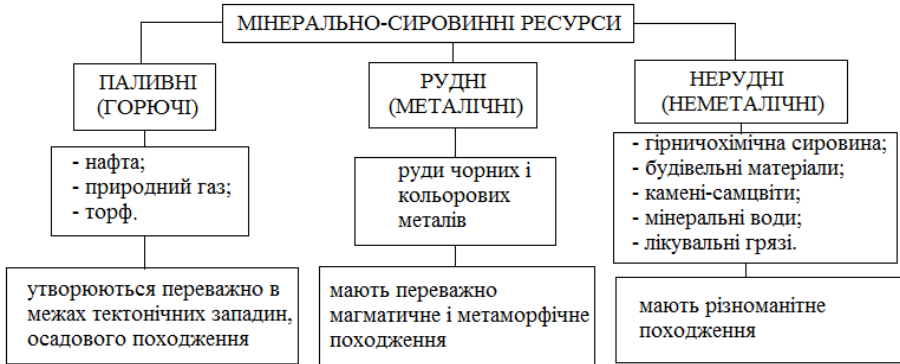 МІНЕРАЛЬНО-СИРОВИННІ РЕСУРСИ
ПАЛИВНІ
(ГОРЮЧІ)
- нафта;
- природний газ;
- торф.
утворюються переважно в
межах тектонічних западин,
осадового походження
РУДНІ
(МЕТАЛІЧНІ)
руди чорних і
кольорових
металів
мають переважно
магматичне і метаморфічне
походження
НЕРУДНІ
(НЕМЕТАЛІЧНІ)
- гірничохімічна сировина;
- будівельні матеріали;
- камені-самцвіти;
- мінеральні води;
- лікувальні грязі.
мають різноманітне
походження